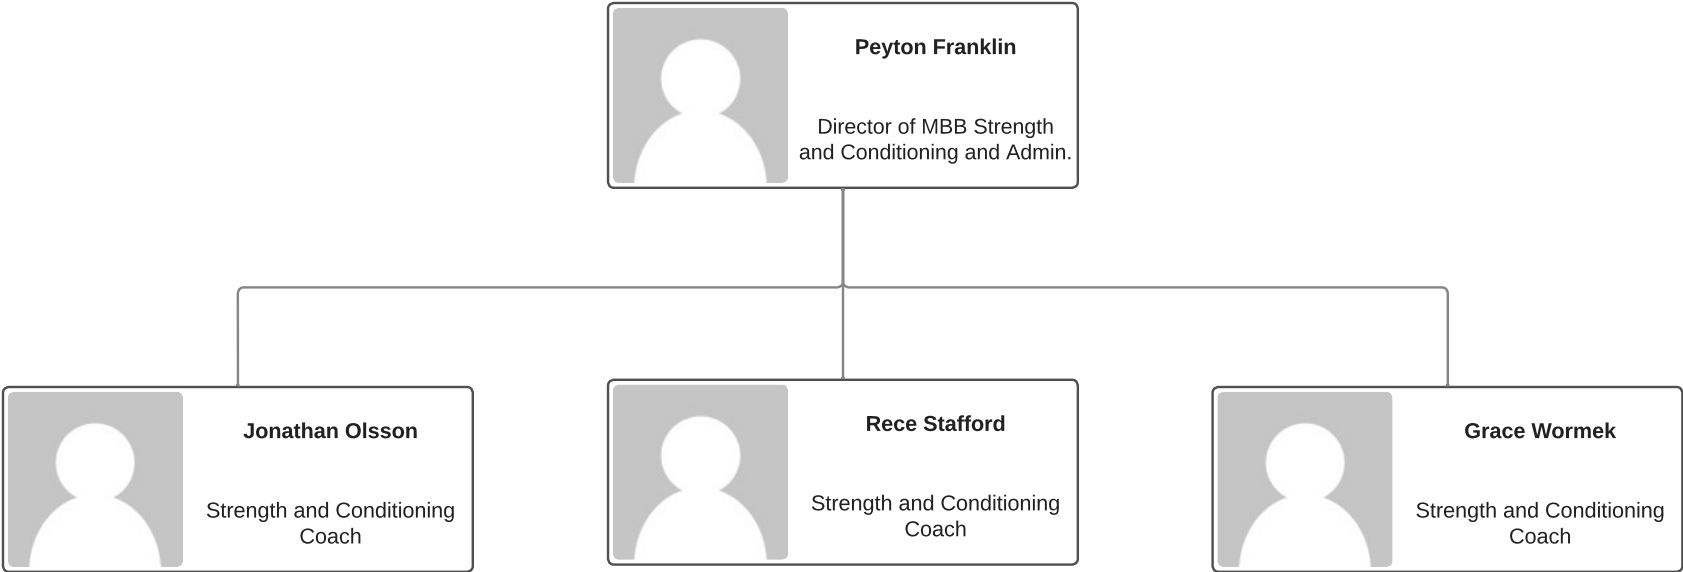 Peyton Franklin
Director of MBB Strength
and Conditioning and Admin.
Jonathan Olsson
Strength and Conditioning
Coach
Rece Stafford
Strength and Conditioning
Coach
Grace Wormek
Strength and Conditioning
Coach